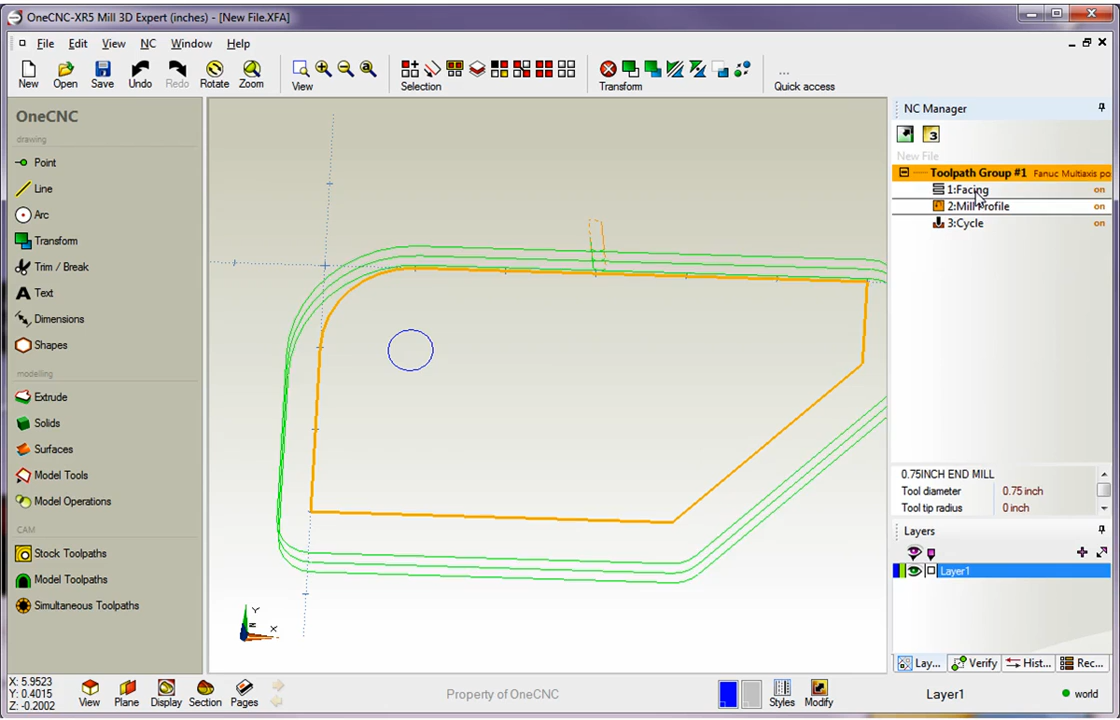 OneCNC-XR5 Mill 3D Expert (inches) - [New File.XFA]
File Edit View NC Window Help
New Open Save Undo Redo Rotate Zoom View Selection Transform ... Quick access
OneCNC
drawing
Point
Line
Arc
Transform
Trim / Break
Text
Dimensions
Shapes
modelling
Extrude
Solids
Surfaces
Model Tools
Model Operations
CAM
Stock Toolpaths
Model Toolpaths
Simultaneous Toolpaths
Y
Z
X
NC Manager
3
New File
Toolpath Group #1 Fanuc Multiaxis po
1:Facing on
2:Mill Profile on
3:Cycle on
0.75INCH END MILL
Tool diameter 0.75 inch
Tool tip radius 0 inch
Layers
Layer1
Lay... Verify Hist... Rec...
X: 5.9523
Y: 0.4015
Z: -0.2002
View Plane Display Section Pages
Property of OneCNC
Styles Modify
Layer1
world